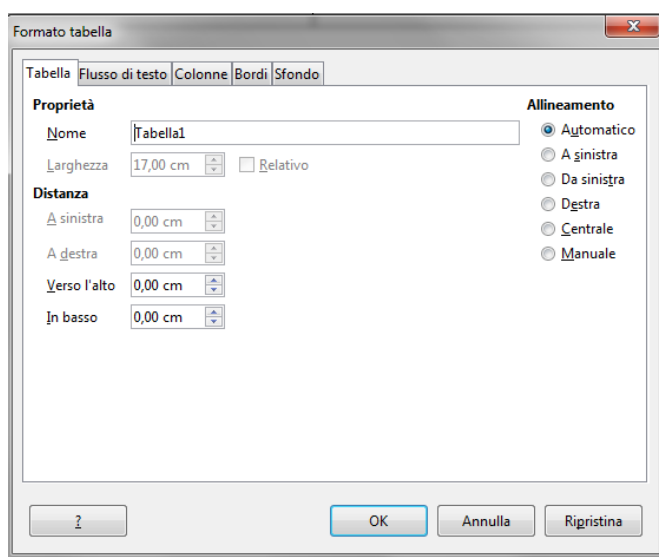 Formato tabella
Tabella Flusso di testo Colonne Bordi Sfondo
Proprietà
Nome Tabella1
Larghezza 17,00 cm Relativo
Distanza
A sinistra 0,00 cm
A destra 0,00 cm
Verso l'alto 0,00 cm
In basso 0,00 cm
Allineamento
Automatico
A sinistra
Da sinistra
Destra
Centrale
Manuale
? OK Annulla Ripristina